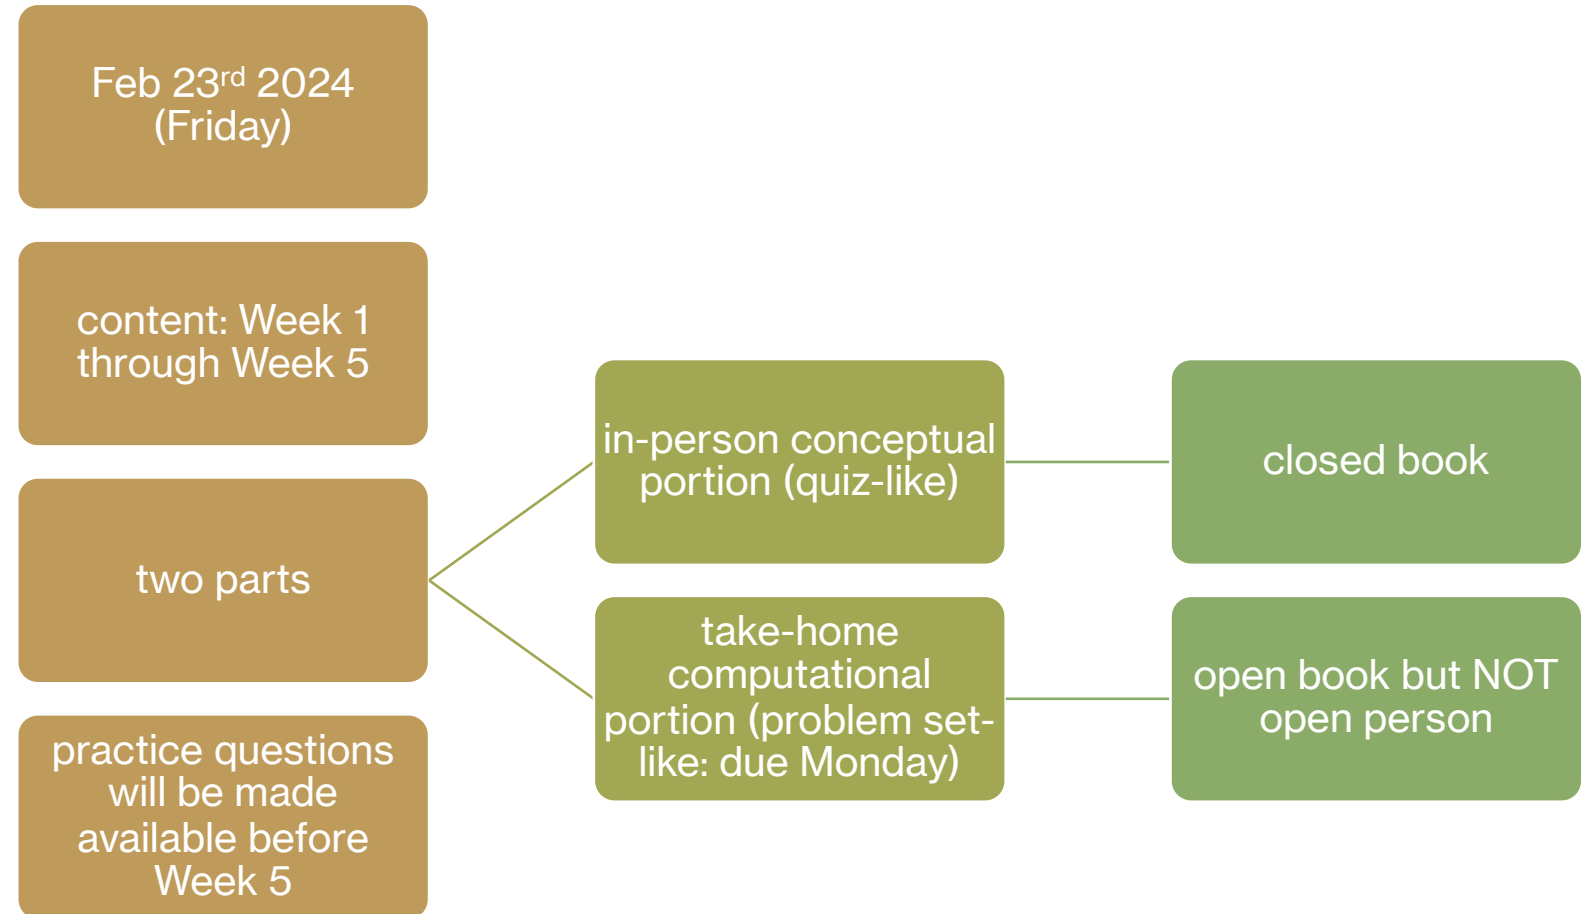 Feb 23rd 2024
(Friday)
content: Week 1
through Week 5
two parts
in-person conceptual
portion (quiz-like)
closed book
take-home
computational
portion (problem set-
like: due Monday)
open book but NOT
open person
practice questions
will be made
available before
Week 5